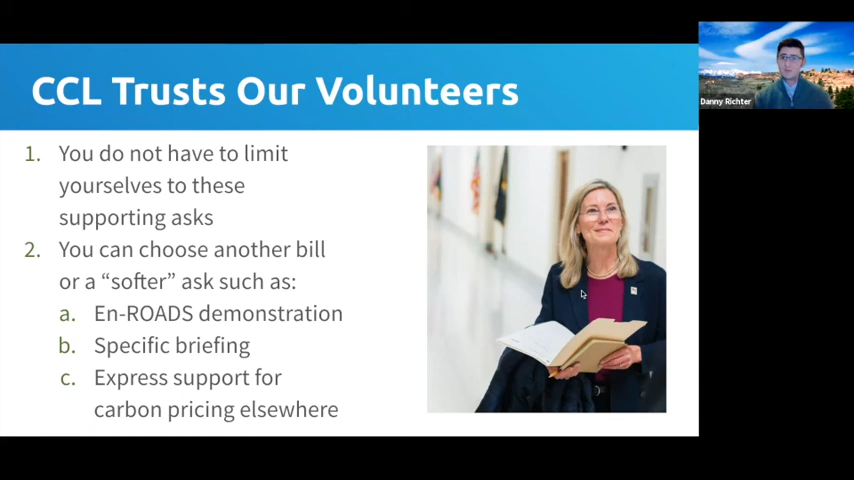 CCL Trusts Our Volunteers
1. You do not have to limit
yourselves to these
supporting asks
2. You can choose another bill
or a “softer” ask such as:
a. En-ROADS demonstration
b. Specific briefing
c. Express support for
carbon pricing elsewhere
Danny Richter